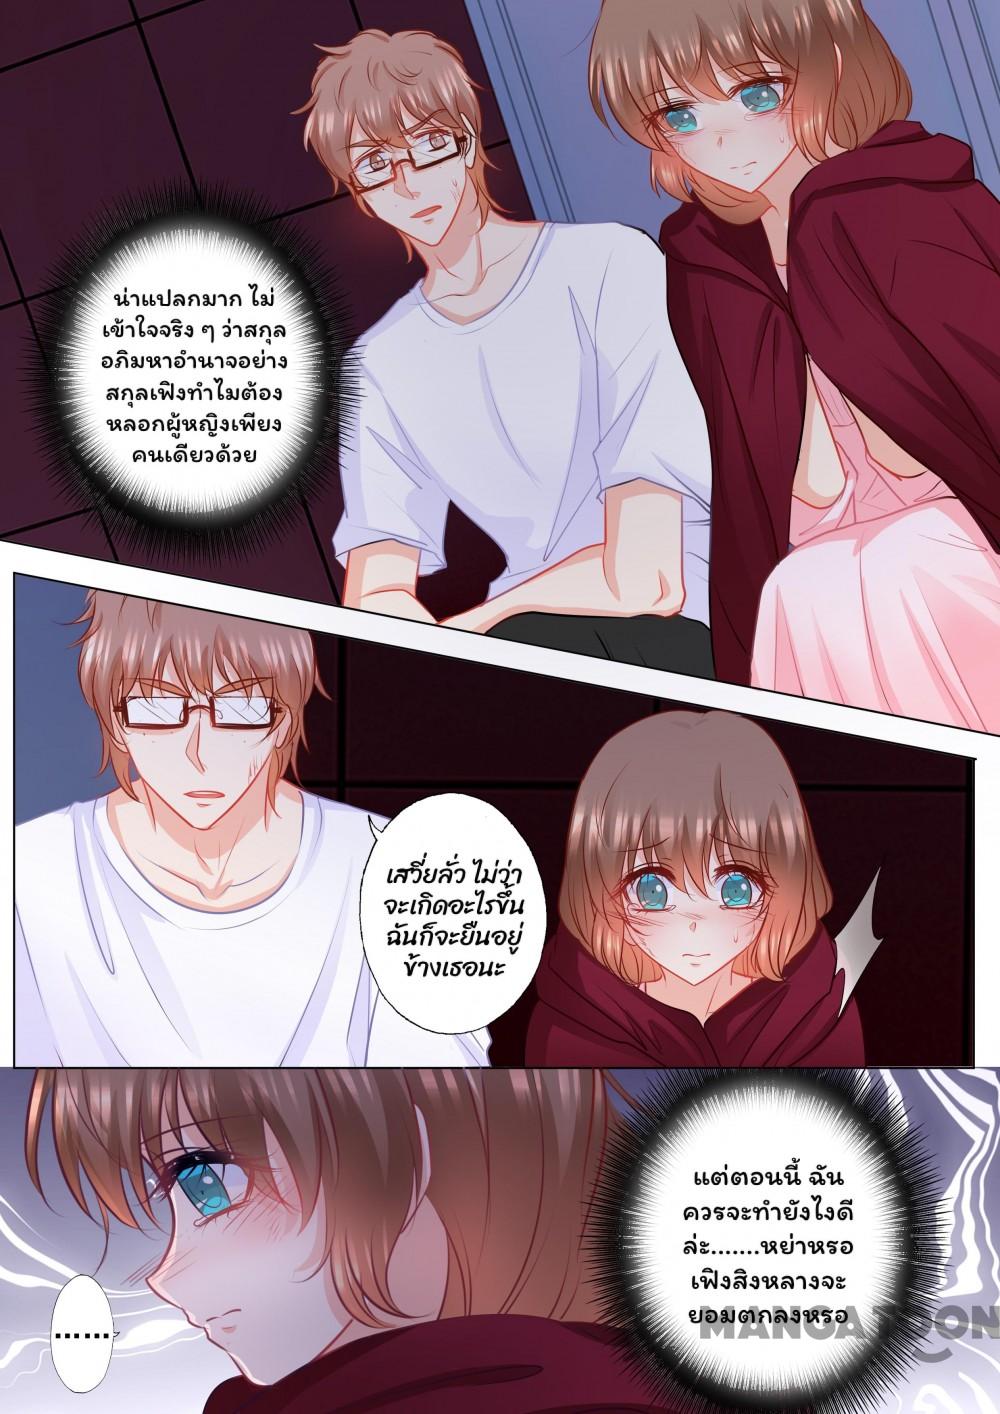 น่าแปลกมาก ไม่
เข้าใจจริง ๆ ว่าสกุล
อภิมหาอำนาจอย่าง
สกุลเฟิงทำไมต้อง
หลอกผู้หญิงเพียง
คนเดียวด้วย
เสวี่ยลั่ว ไม่ว่า
จะเกิดอะไรขึ้น
ฉันก็จะยืนอยู่
ข้างเธอนะ
แต่ตอนนี้ ฉัน
ควรจะทำยังไงดี
ล่ะ.......หย่าหรอ
เฟิงสิงหลางจะ
ยอมตกลงหรอ
......
MANGATOON